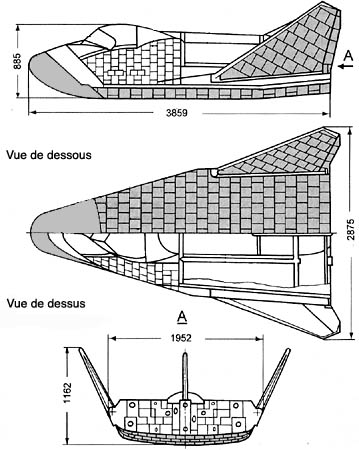 885
A
3859
Vue de dessous
2875
Vue de dessus
A
1952
1162